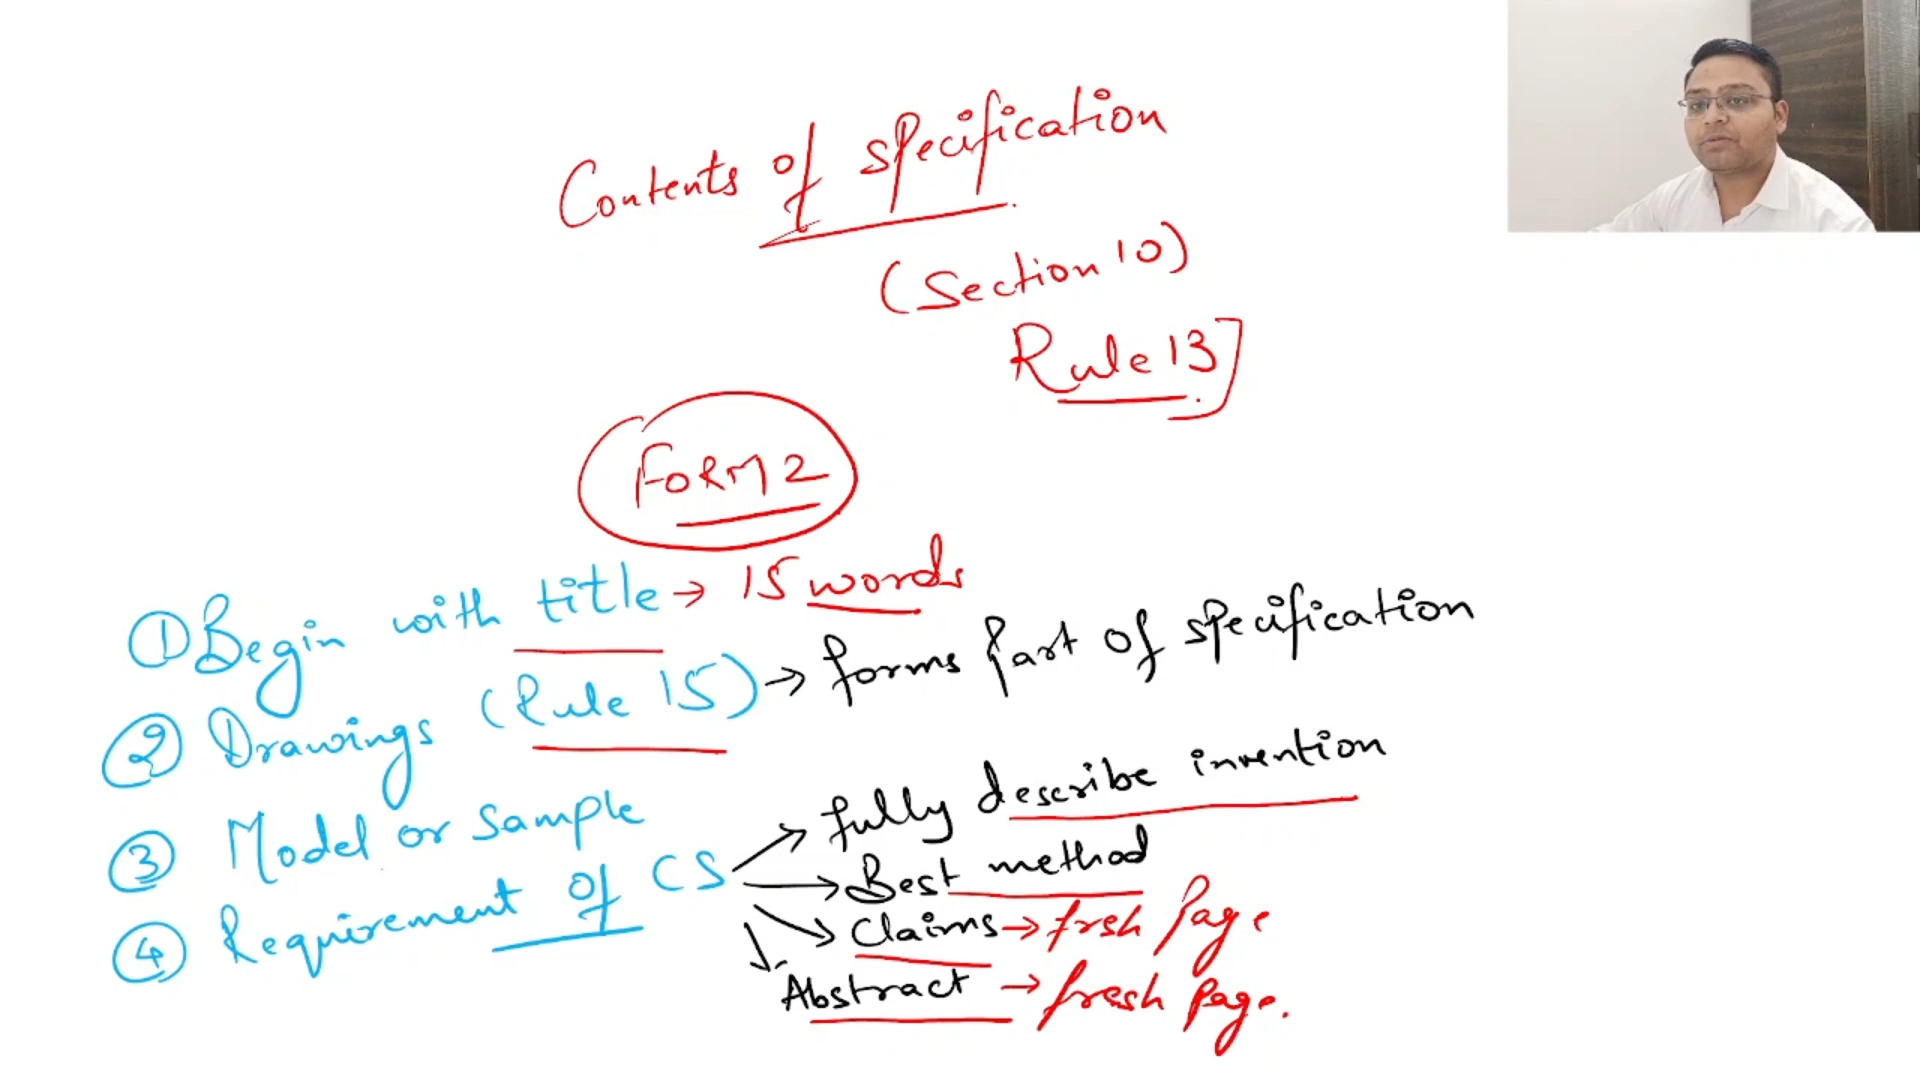 Contents of specification
(Section 10)
Rule 13]
FORM 2
① Begin with title → 15 words
② Drawings (Rule 15) → forms part of specification
③ Model or sample
④ Requirement of CS
→ fully describe invention
→ Best method
→ Claims → frsh page
Abstract → fresh page.